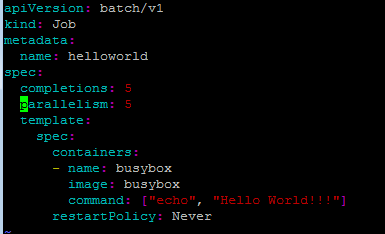 apiVersion: batch/v1
kind: Job
metadata:
  name: helloworld
spec:
  completions: 5
  parallelism: 5
  template:
    spec:
      containers:
      - name: busybox
        image: busybox
        command: ["echo", "Hello World!!!"]
      restartPolicy: Never
~